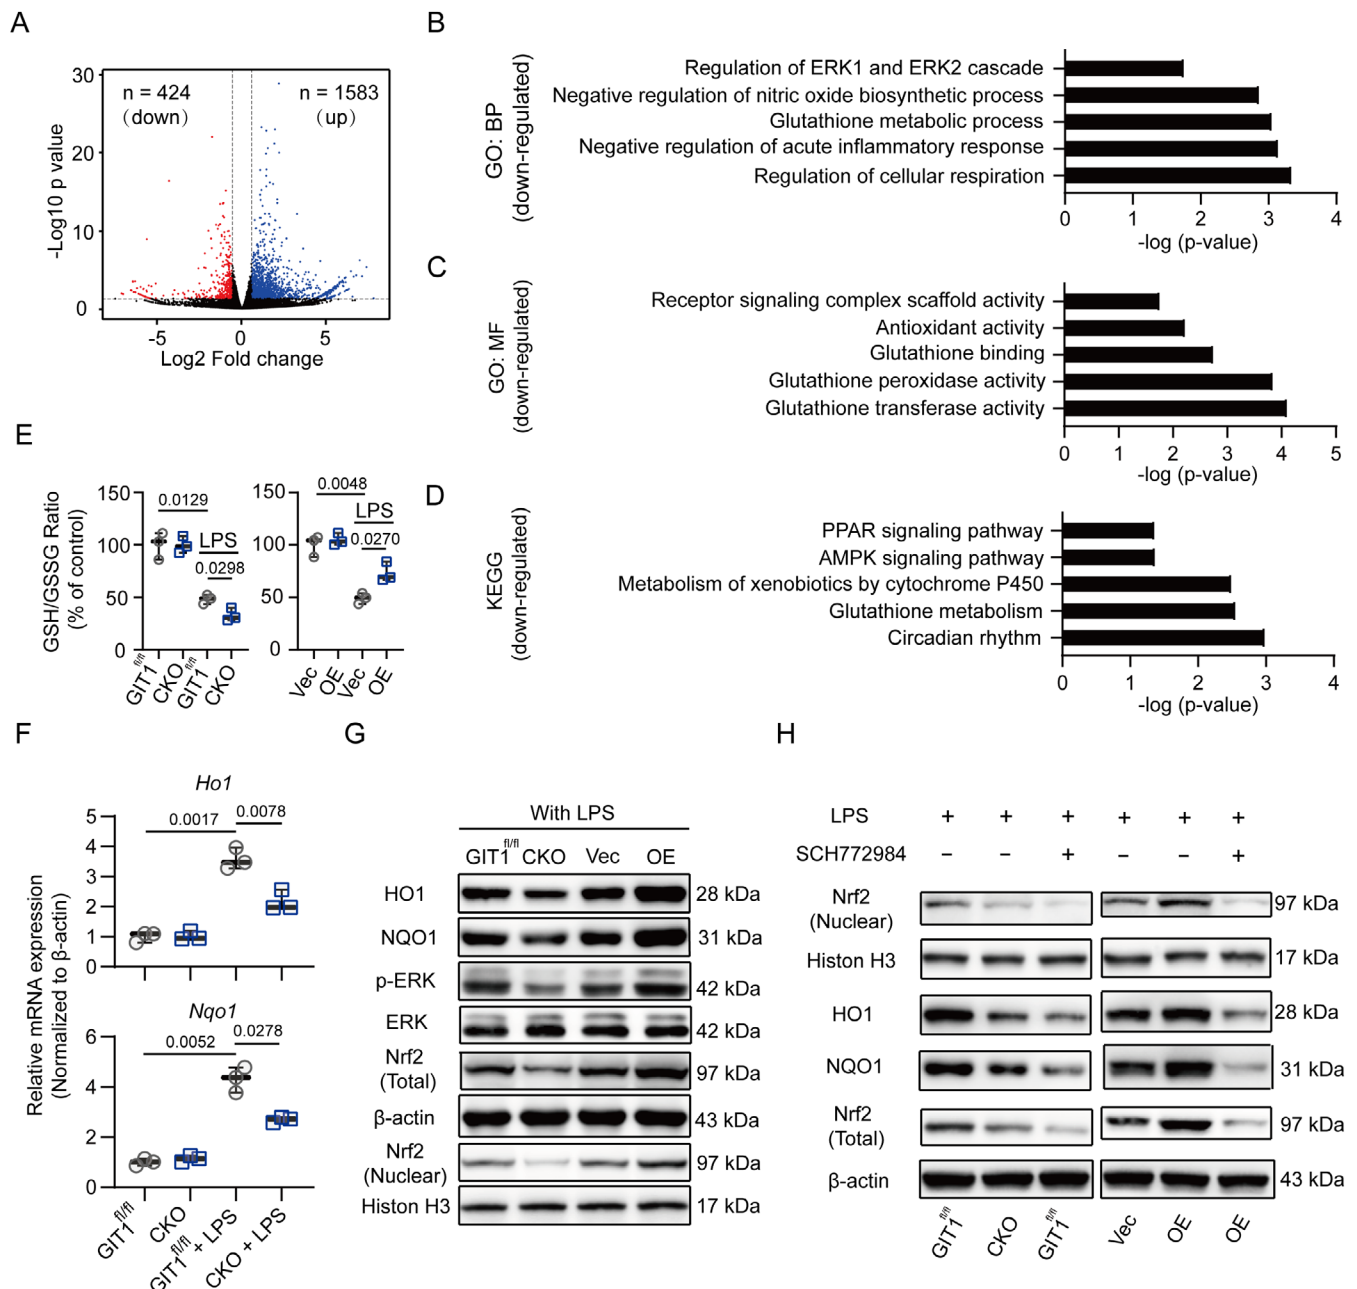 A
30
20
10
0
-Log10 p value
n = 424
(down)
n = 1583
(up)
-5
0
5
Log2 Fold change
B
GO: BP
(down-regulated)
Regulation of ERK1 and ERK2 cascade
Negative regulation of nitric oxide biosynthetic process
Glutathione metabolic process
Negative regulation of acute inflammatory response
Regulation of cellular respiration
0 1 2 3 4
-log (p-value)
C
GO: MF
(down-regulated)
Receptor signaling complex scaffold activity
Antioxidant activity
Glutathione binding
Glutathione peroxidase activity
Glutathione transferase activity
0 1 2 3 4 5
-log (p-value)
D
KEGG
(down-regulated)
PPAR signaling pathway
AMPK signaling pathway
Metabolism of xenobiotics by cytochrome P450
Glutathione metabolism
Circadian rhythm
0 1 2 3 4
-log (p-value)
E
GSH/GSSG Ratio
(% of control)
150
100
50
0
0.0129
LPS
0.0298
GIT1fl/fl
CKO
GIT1fl/fl
CKO
150
100
50
0
0.0048
LPS
0.0270
Vec
OE
Vec
OE
F
Relative mRNA expression
(Normalized to β-actin)
Ho1
5
4
3
2
1
0
0.0017
0.0078
Nqo1
6
4
2
0
0.0052
0.0278
GIT1fl/fl
CKO
GIT1fl/fl + LPS
CKO + LPS
G
With LPS
GIT1fl/fl CKO Vec OE
HO1 28 kDa
NQO1 31 kDa
p-ERK 42 kDa
ERK 42 kDa
Nrf2
(Total) 97 kDa
β-actin 43 kDa
Nrf2
(Nuclear) 97 kDa
Histon H3 17 kDa
H
LPS + + + + + +
SCH772984 − − + − − +
Nrf2
(Nuclear) 97 kDa
Histon H3 17 kDa
HO1 28 kDa
NQO1 31 kDa
Nrf2
(Total) 97 kDa
β-actin 43 kDa
GIT1fl/fl
CKO
GIT1fl/fl
Vec
OE
OE